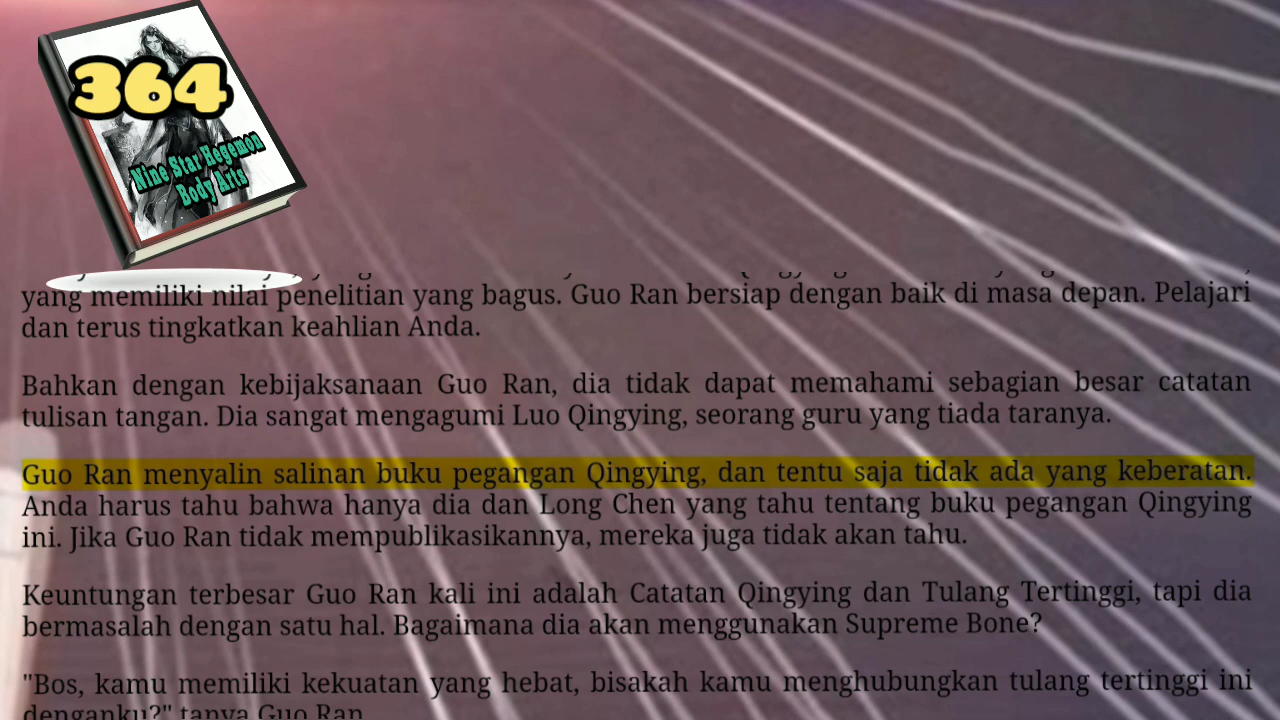 364
Nine Star Hegemon
Body Arts
yang memiliki nilai penelitian yang bagus. Guo Ran bersiap dengan baik di masa depan. Pelajari
dan terus tingkatkan keahlian Anda.
Bahkan dengan kebijaksanaan Guo Ran, dia tidak dapat memahami sebagian besar catatan
tulisan tangan. Dia sangat mengagumi Luo Qingying, seorang guru yang tiada taranya.
Guo Ran menyalin salinan buku pegangan Qingying, dan tentu saja tidak ada yang keberatan.
Anda harus tahu bahwa hanya dia dan Long Chen yang tahu tentang buku pegangan Qingying
ini. Jika Guo Ran tidak mempublikasikannya, mereka juga tidak akan tahu.
Keuntungan terbesar Guo Ran kali ini adalah Catatan Qingying dan Tulang Tertinggi, tapi dia
bermasalah dengan satu hal. Bagaimana dia akan menggunakan Supreme Bone?
"Bos, kamu memiliki kekuatan yang hebat, bisakah kamu menghubungkan tulang tertinggi ini
denganku?" tanya Guo Ran